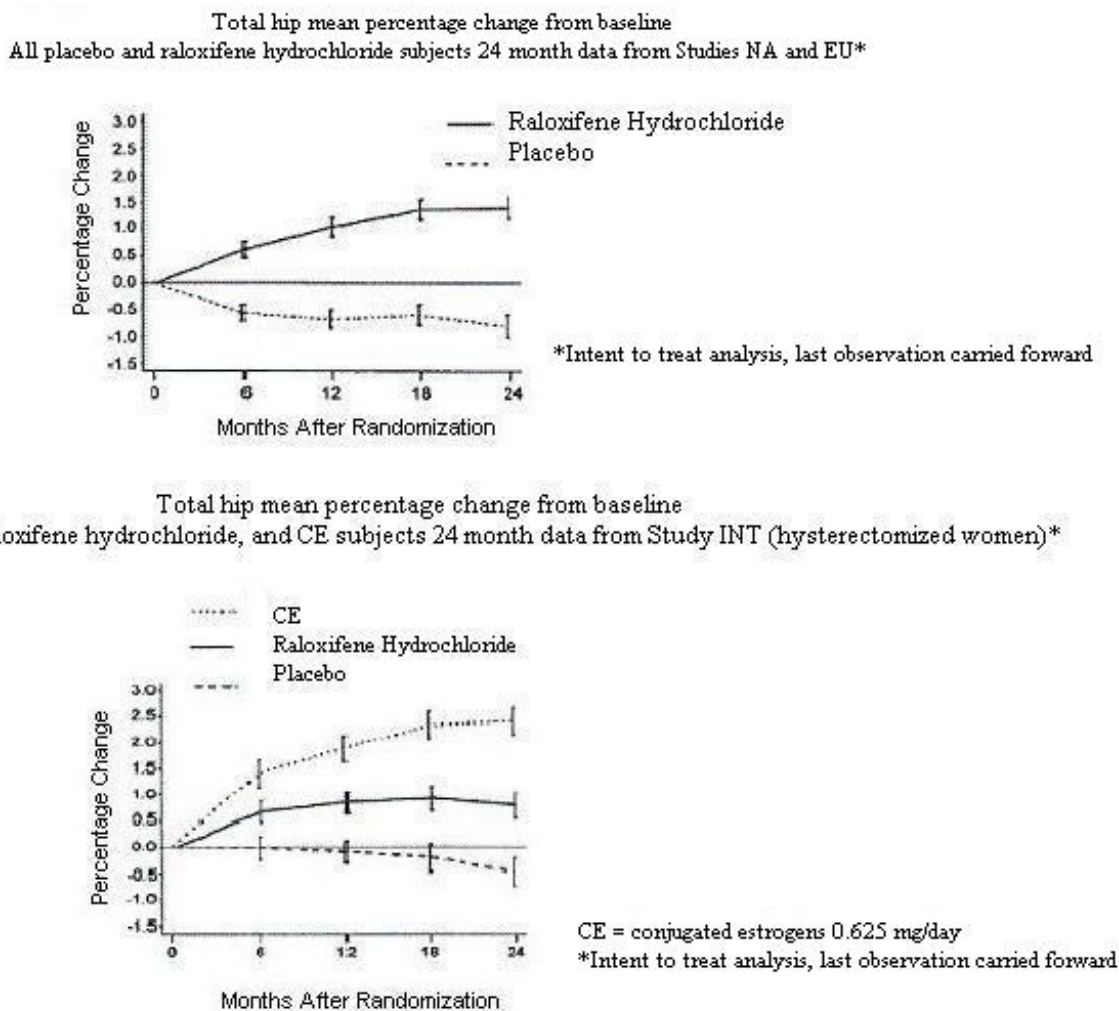 Total hip mean percentage change from baseline
All placebo and raloxifene hydrochloride subjects 24 month data from Studies NA and EU*
Raloxifene Hydrochloride
Placebo
Percentage Change
3.0
2.5
2.0
1.5
1.0
0.5
0.0
-0.5
-1.0
-1.5
0 6 12 18 24
Months After Randomization
*Intent to treat analysis, last observation carried forward
Total hip mean percentage change from baseline
hydrochloride, and CE subjects 24 month data from Study INT (hysterectomized women)*
CE
Raloxifene Hydrochloride
Placebo
Percentage Change
3.0
2.5
2.0
1.5
1.0
0.5
0.0
-0.5
-1.0
-1.5
0 6 12 18 24
Months After Randomization
CE = conjugated estrogens 0.625 mg/day
*Intent to treat analysis, last observation carried forward